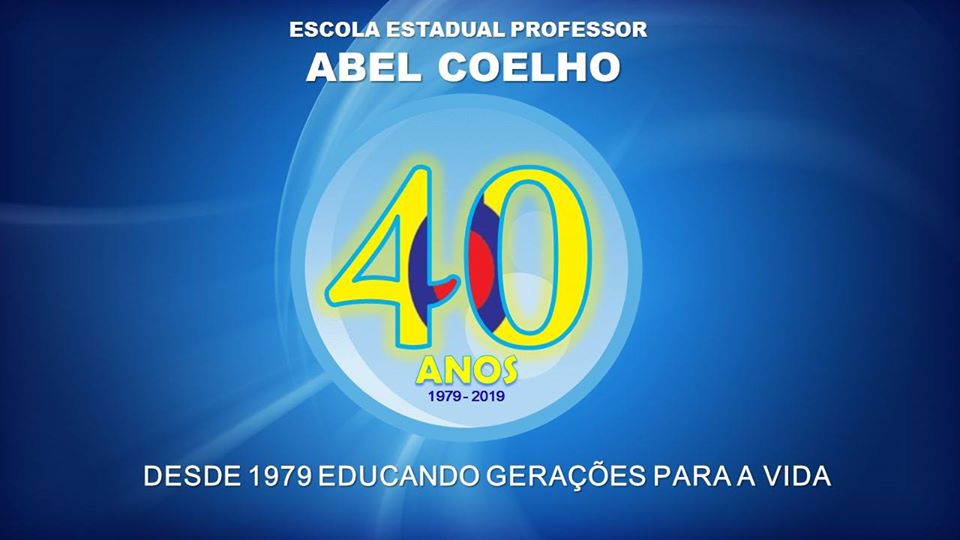 ESCOLA ESTADUAL PROFESSOR
ABEL COELHO
40
ANOS
1979 - 2019
DESDE 1979 EDUCANDO GERAÇÕES PARA A VIDA